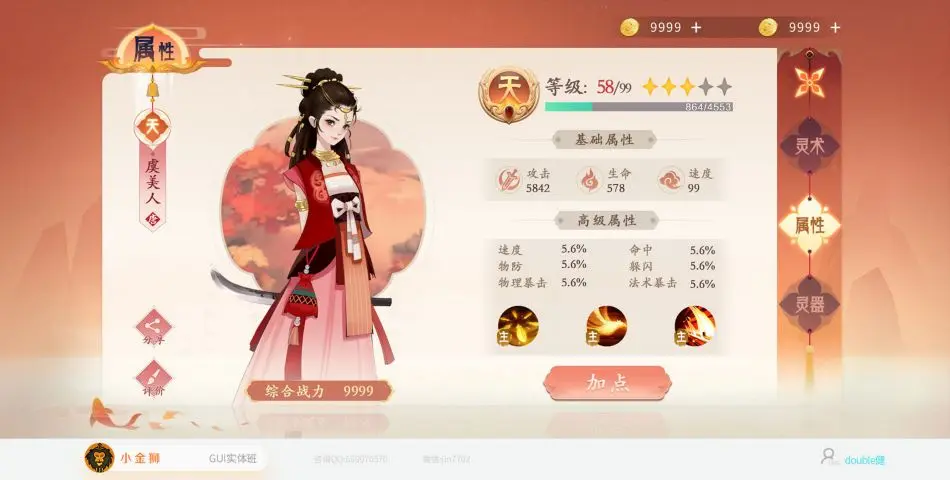 9999 +
9999 +
属性
天
虞美人
分享
评价
综合战力 9999
天
等级: 58/99
864/4553
基础属性
攻击
5842
生命
578
速度
99
高级属性
速度 5.6% 命中 5.6%
物防 5.6% 躲闪 5.6%
物理暴击 5.6% 法术暴击 5.6%
主 主 主
加点
灵术
属性
灵器
小金狮 GUI实体班
double健